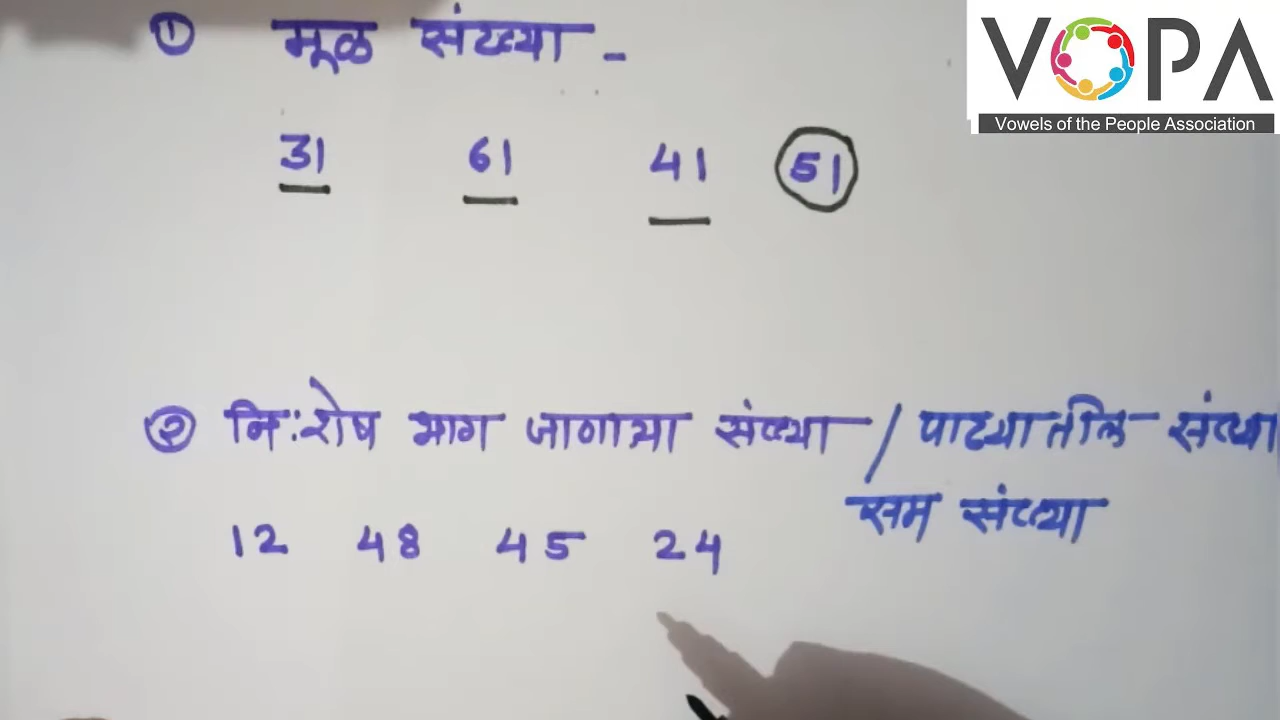 VOPA
Vowels of the People Association
① मूळ संख्या -
31 61 41 51
② निःशेष भाग जाणाऱ्या संख्या / पाढ्यातील संख्या
सम संख्या
12 48 45 24